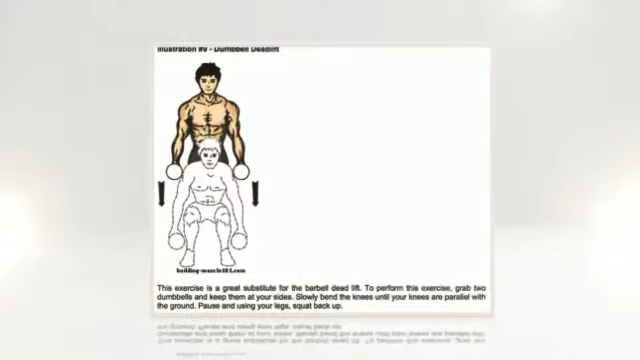 Illustration #9 - Dumbbell Deadlift
building-muscle101.com
This exercise is a great substitute for the barbell dead lift. To perform this exercise, grab two
dumbbells and keep them at your sides. Slowly bend the knees until your knees are parallel with
the ground. Pause and using your legs, squat back up.